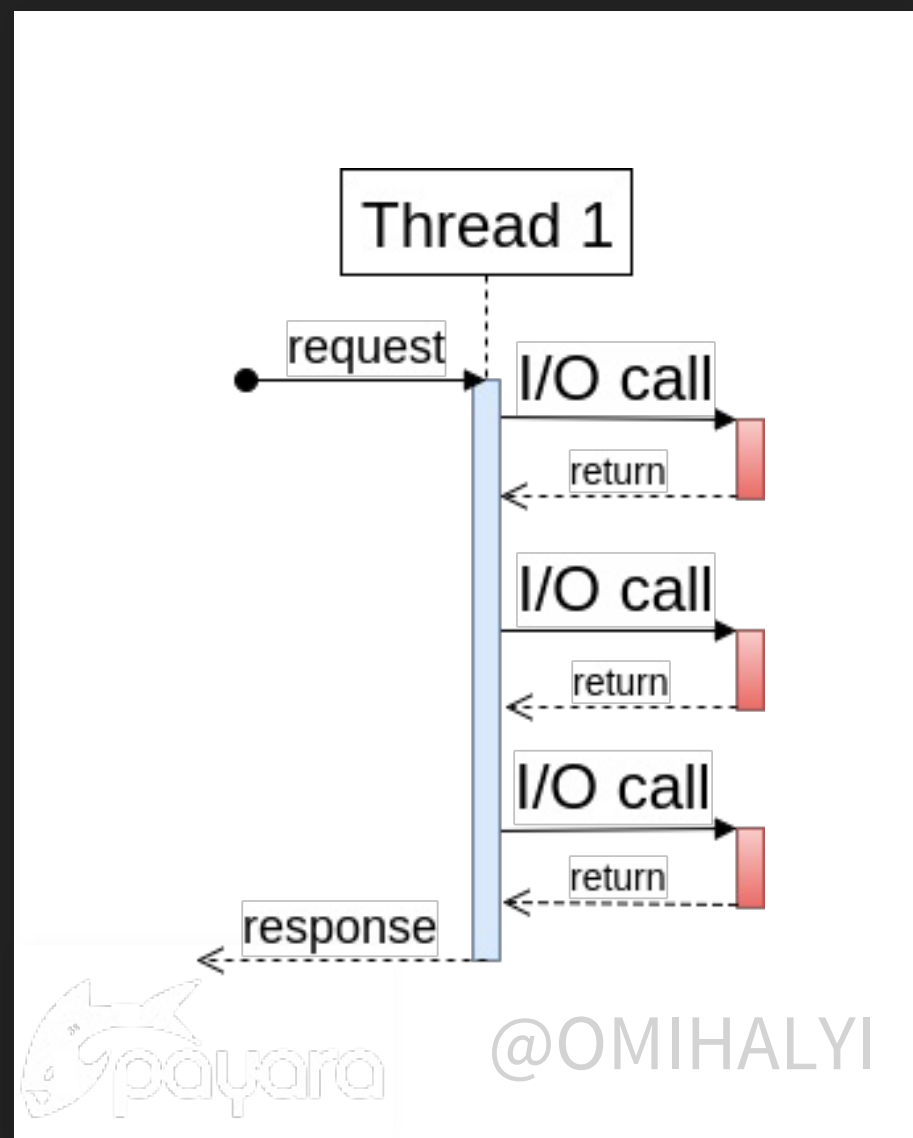 Thread 1
request
I/O call
return
I/O call
return
I/O call
return
response
payara
@OMIHALYI